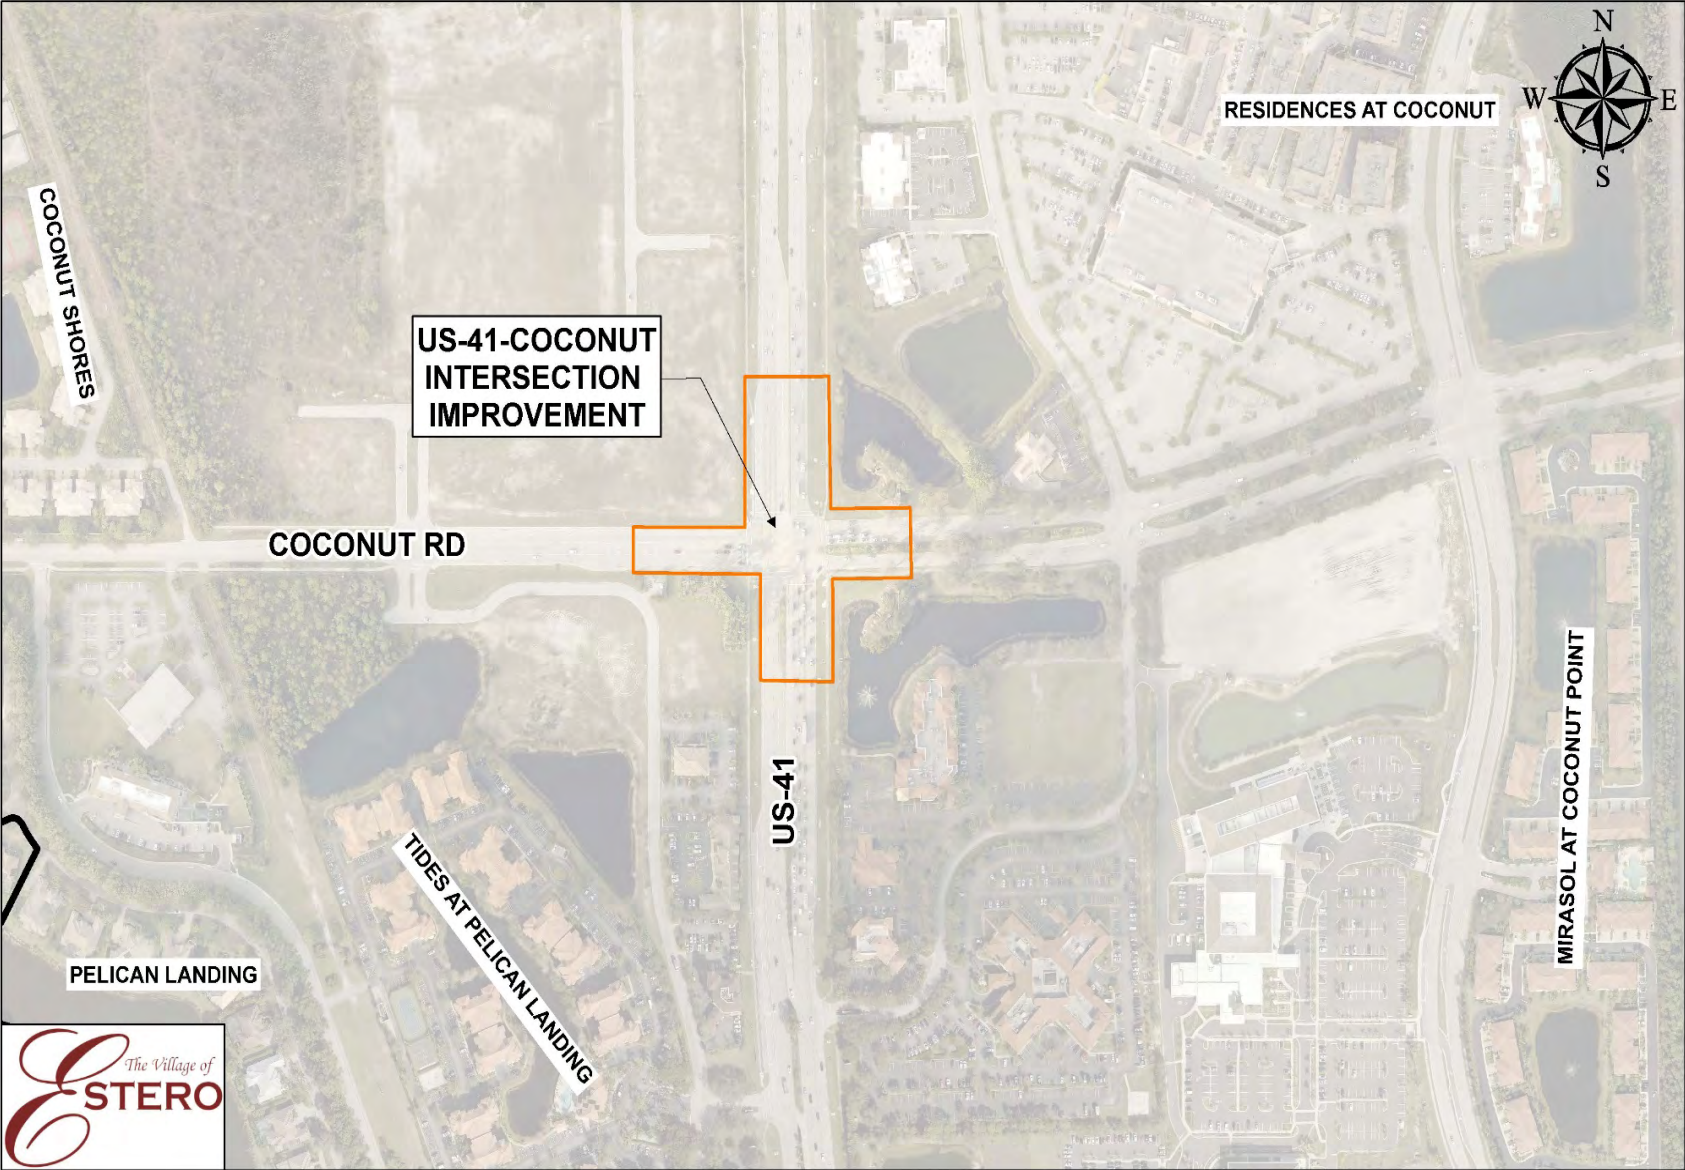 N
W
E
S
RESIDENCES AT COCONUT
COCONUT SHORES
US-41-COCONUT
INTERSECTION
IMPROVEMENT
COCONUT RD
US-41
MIRASOL AT COCONUT POINT
TIDES AT PELICAN LANDING
PELICAN LANDING
The Village of
ESTERO